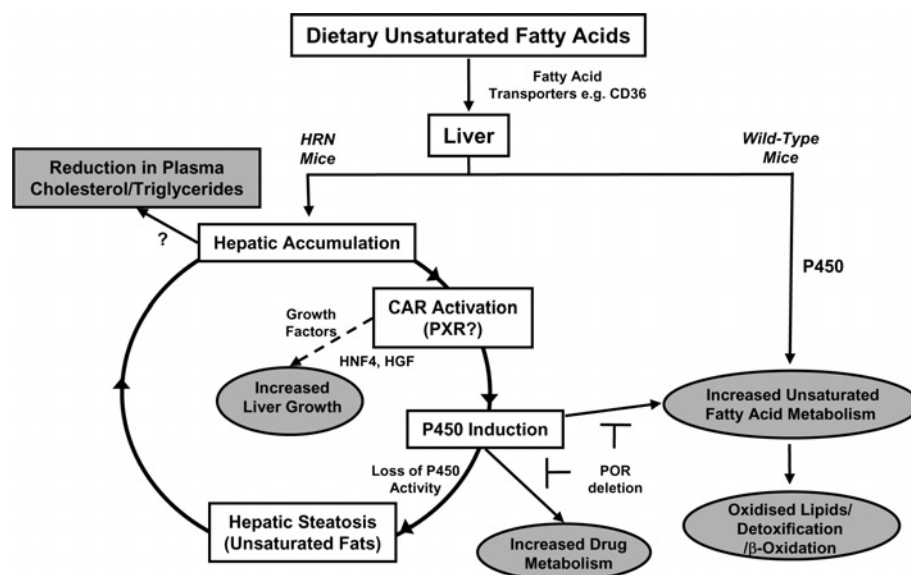 Dietary Unsaturated Fatty Acids
Fatty Acid
Transporters e.g. CD36
Liver
HRN
Mice
Wild-Type
Mice
Reduction in Plasma
Cholesterol/Triglycerides
?
Hepatic Accumulation
P450
CAR Activation
(PXR?)
Growth
Factors
HNF4, HGF
Increased
Liver Growth
Increased Unsaturated
Fatty Acid Metabolism
P450 Induction
Loss of P450
Activity
POR
deletion
Hepatic Steatosis
(Unsaturated Fats)
Increased Drug
Metabolism
Oxidised Lipids/
Detoxification
/β-Oxidation